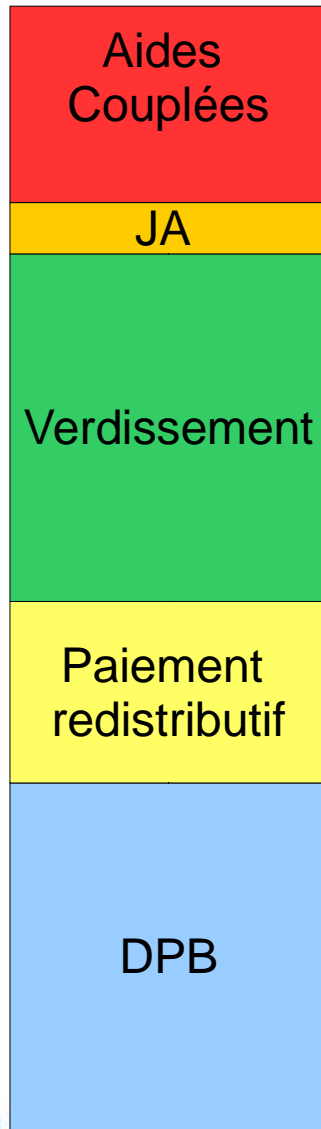 Aides
Couplées
JA
Verdissement
Paiement
redistributif
DPB